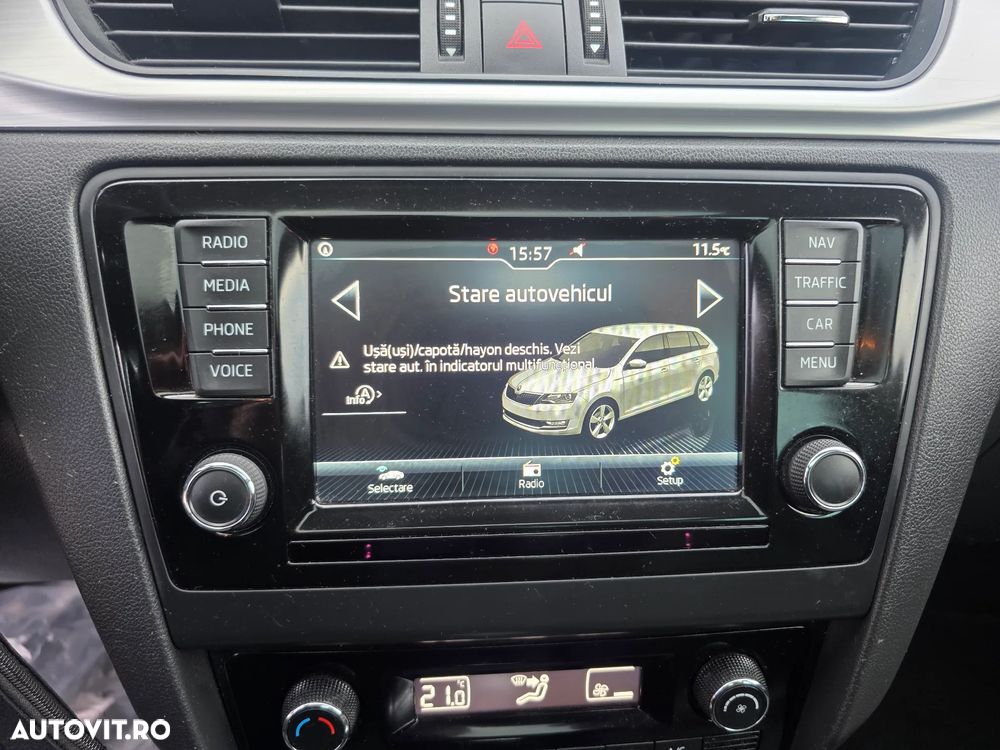 RADIO
MEDIA
PHONE
VOICE
NAV
TRAFFIC
CAR
MENU
15:57
11.5°C
Stare autovehicul
Ușă(uși)/capotă/hayon deschis. Vezi
stare aut. în indicatorul multifuncțional.
Info
Selectare
Radio
Setup
21.0 °C
A/C
AUTOVIT.RO